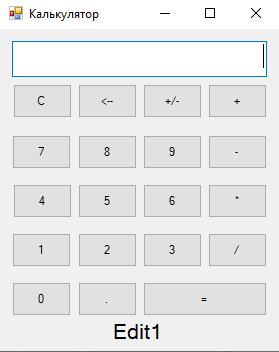 Калькулятор
C <-- +/- +
7 8 9 -
4 5 6 *
1 2 3 /
0 . =
Edit1